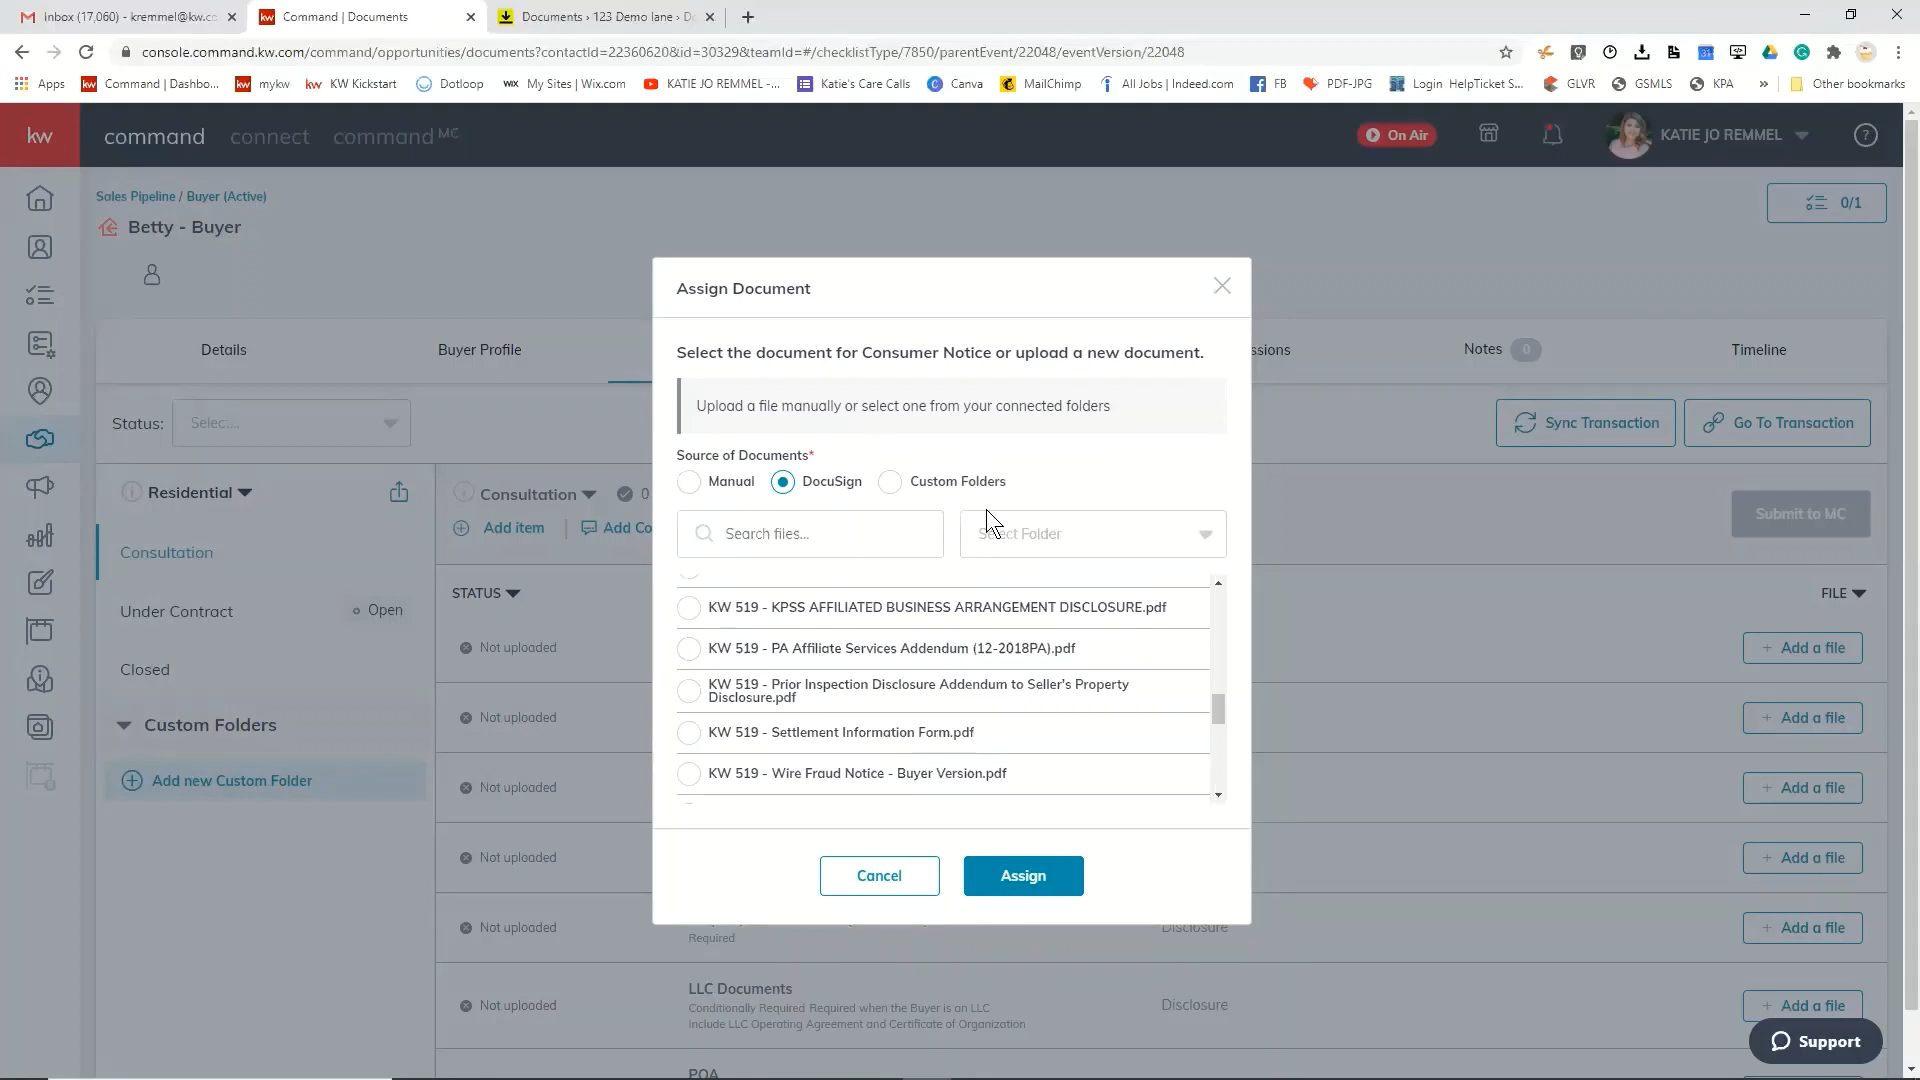 Inbox (17,060) - kremmel@kw.c
Command | Documents
Documents › 123 Demo lane › Do
console.command.kw.com/command/opportunities/documents?contactId=22360620&id=30329&teamId=#/checklistType/7850/parentEvent/22048/eventVersion/22048
Apps
kw Command | Dashbo...
kw mykw
kw KW Kickstart
Dotloop
WIX My Sites | Wix.com
KATIE JO REMMEL -...
Katie's Care Calls
Canva
MailChimp
All Jobs | Indeed.com
FB
PDF-JPG
Login HelpTicket S...
GLVR
GSMLS
KPA
»
Other bookmarks
kw
command connect command MC
On Air
KATIE JO REMMEL
?
Sales Pipeline / Buyer (Active)
Betty - Buyer
0/1
Details
Buyer Profile
ssions
Notes 0
Timeline
Status: Select...
Sync Transaction
Go To Transaction
Residential
Consultation
Under Contract
Open
Closed
Custom Folders
Add new Custom Folder
Consultation 0
Add item | Add Co
Submit to MC
STATUS
FILE
Not uploaded
+ Add a file
Not uploaded
+ Add a file
Not uploaded
+ Add a file
Not uploaded
+ Add a file
Not uploaded
Required
Disclosure
+ Add a file
Not uploaded
LLC Documents
Conditionally Required Required when the Buyer is an LLC
Include LLC Operating Agreement and Certificate of Organization
Disclosure
+ Add a file
POA
Support
Assign Document
Select the document for Consumer Notice or upload a new document.
Upload a file manually or select one from your connected folders
Source of Documents*
Manual DocuSign Custom Folders
Search files...
Select Folder
KW 519 - KPSS AFFILIATED BUSINESS ARRANGEMENT DISCLOSURE.pdf
KW 519 - PA Affiliate Services Addendum (12-2018PA).pdf
KW 519 - Prior Inspection Disclosure Addendum to Seller's Property
Disclosure.pdf
KW 519 - Settlement Information Form.pdf
KW 519 - Wire Fraud Notice - Buyer Version.pdf
Cancel
Assign